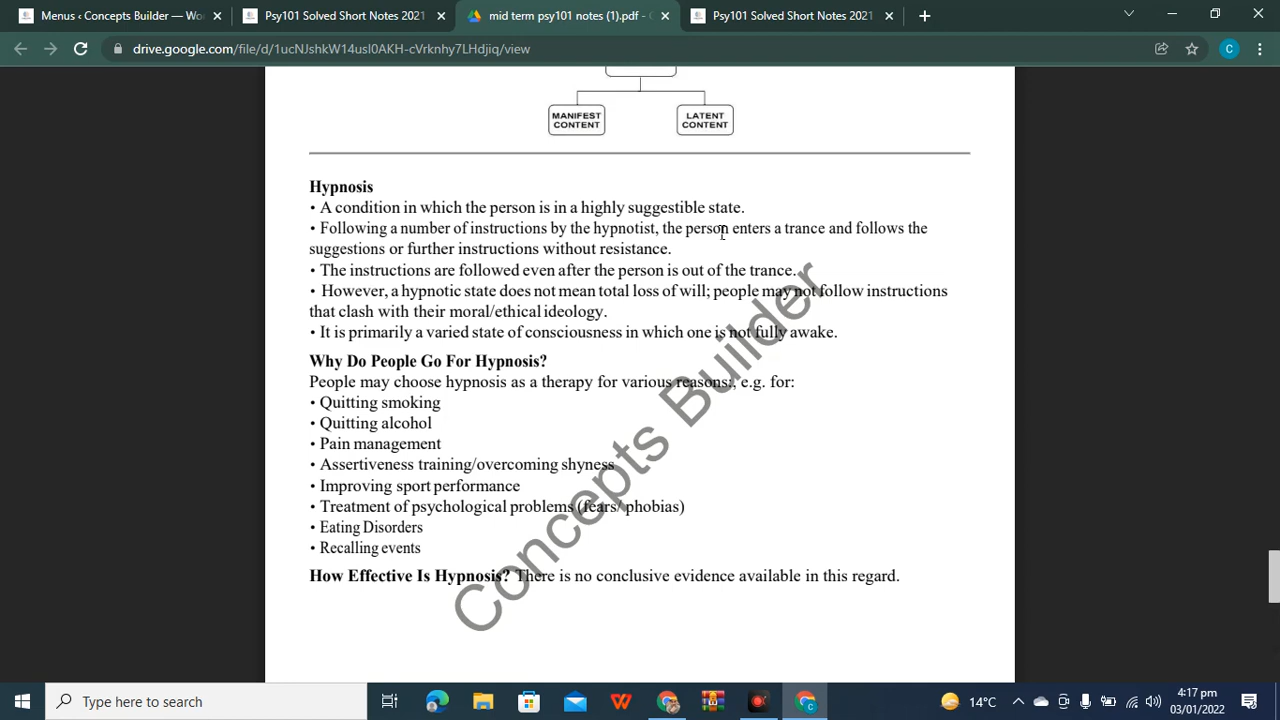 Menus ‹ Concepts Builder — Wo
Psy101 Solved Short Notes 2021
mid term psy101 notes (1).pdf - G
Psy101 Solved Short Notes 2021
drive.google.com/file/d/1ucNJshkW14usl0AKH-cVrknhy7LHdjiq/view
C
MANIFEST CONTENT
LATENT CONTENT
Hypnosis
• A condition in which the person is in a highly suggestible state.
• Following a number of instructions by the hypnotist, the person enters a trance and follows the
suggestions or further instructions without resistance.
• The instructions are followed even after the person is out of the trance.
• However, a hypnotic state does not mean total loss of will; people may not follow instructions
that clash with their moral/ethical ideology.
• It is primarily a varied state of consciousness in which one is not fully awake.
Why Do People Go For Hypnosis?
People may choose hypnosis as a therapy for various reasons:, e.g. for:
• Quitting smoking
• Quitting alcohol
• Pain management
• Assertiveness training/overcoming shyness
• Improving sport performance
• Treatment of psychological problems (fears/ phobias)
• Eating Disorders
• Recalling events
How Effective Is Hypnosis? There is no conclusive evidence available in this regard.
Concepts Builder
Type here to search
14°C
4:17 pm
03/01/2022